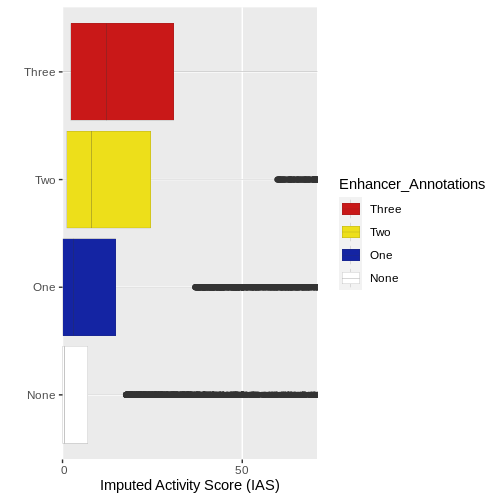 Three
Two
One
None
0
50
Imputed Activity Score (IAS)
Enhancer_Annotations
Three
Two
One
None